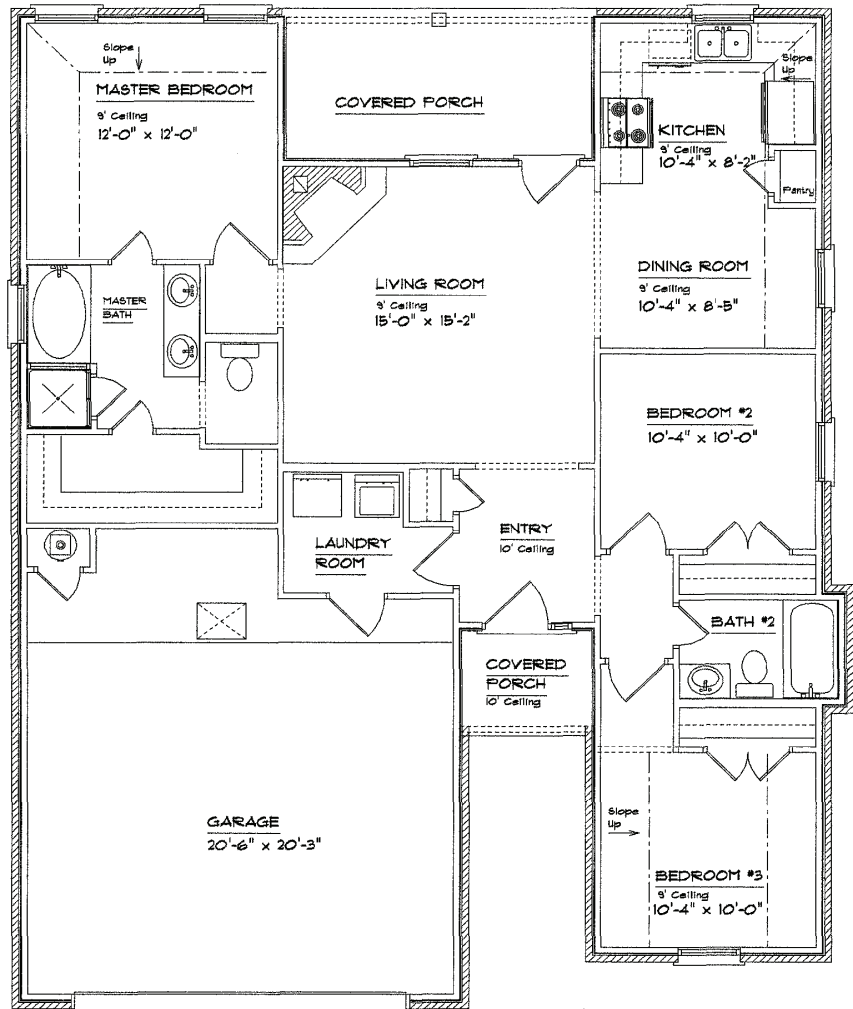 Slope
Up
MASTER BEDROOM
9' Ceiling
12'-0" x 12'-0"
COVERED PORCH
Slope
Up
KITCHEN
9' Ceiling
10'-4" x 8'-2"
Pantry
MASTER
BATH
LIVING ROOM
9' Ceiling
15'-0" x 15'-2"
DINING ROOM
9' Ceiling
10'-4" x 8'-5"
BEDROOM #2
10'-4" x 10'-0"
LAUNDRY
ROOM
ENTRY
10' Ceiling
BATH #2
COVERED
PORCH
10' Ceiling
GARAGE
20'-6" x 20'-3"
Slope
Up
BEDROOM #3
9' Ceiling
10'-4" x 10'-0"